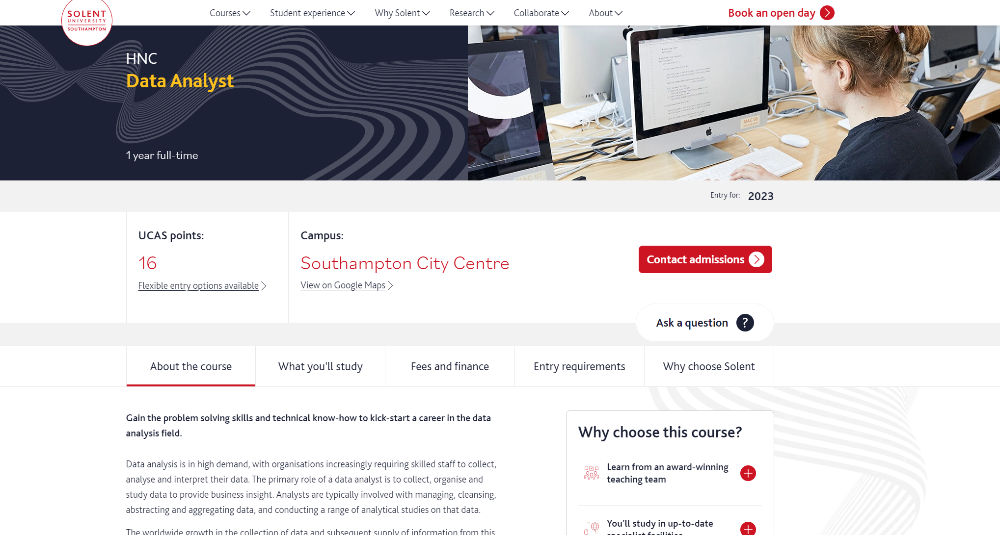 SOLENT
UNIVERSITY
SOUTHAMPTON
Courses
Student experience
Why Solent
Research
Collaborate
About
Book an open day
HNC
Data Analyst
1 year full-time
MAC 08
MAC 07
Entry for: 2023
UCAS points:
16
Flexible entry options available
Campus:
Southampton City Centre
View on Google Maps
Contact admissions
Ask a question ?
About the course
What you'll study
Fees and finance
Entry requirements
Why choose Solent
Gain the problem solving skills and technical know-how to kick-start a career in the data
analysis field.
Data analysis is in high demand, with organisations increasingly requiring skilled staff to collect,
analyse and interpret their data. The primary role of a data analyst is to collect, organise and
study data to provide business insight. Analysts are typically involved with managing, cleansing,
abstracting and aggregating data, and conducting a range of analytical studies on that data.
The worldwide growth in the collection of data and subsequent supply of information from this
Why choose this course?
Learn from an award-winning
teaching team
You'll study in up-to-date
specialist facilities